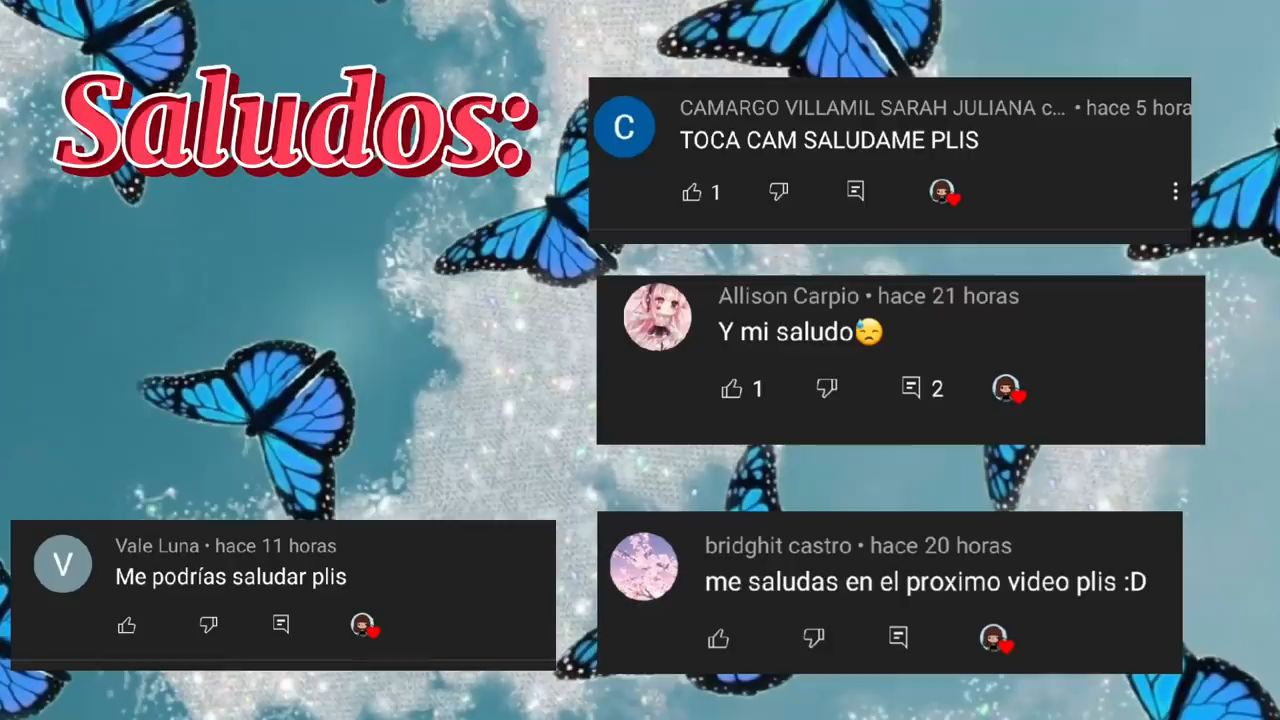 Saludos:
CAMARGO VILLAMIL SARAH JULIANA c... • hace 5 hora
TOCA CAM SALUDAME PLIS
1
Allison Carpio • hace 21 horas
Y mi saludo😓
1 2
Vale Luna • hace 11 horas
Me podrías saludar plis
bridghit castro • hace 20 horas
me saludas en el proximo video plis :D